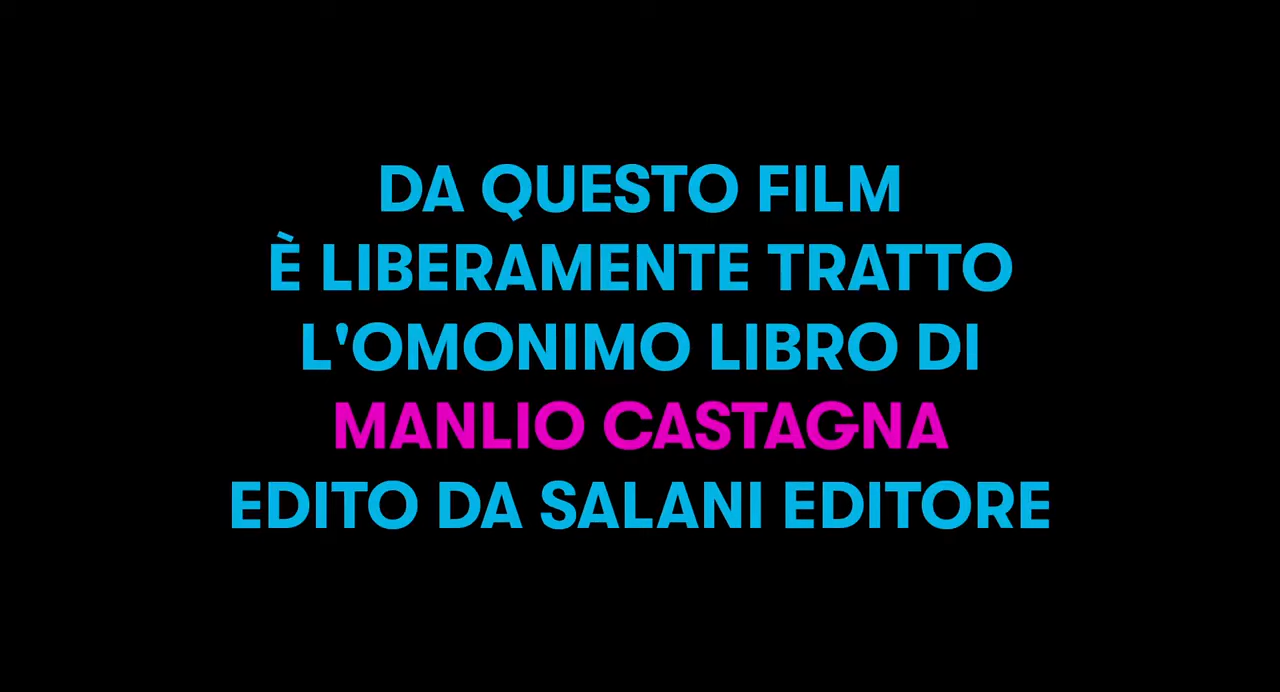 DA QUESTO FILM
È LIBERAMENTE TRATTO
L'OMONIMO LIBRO DI
MANLIO CASTAGNA
EDITO DA SALANI EDITORE